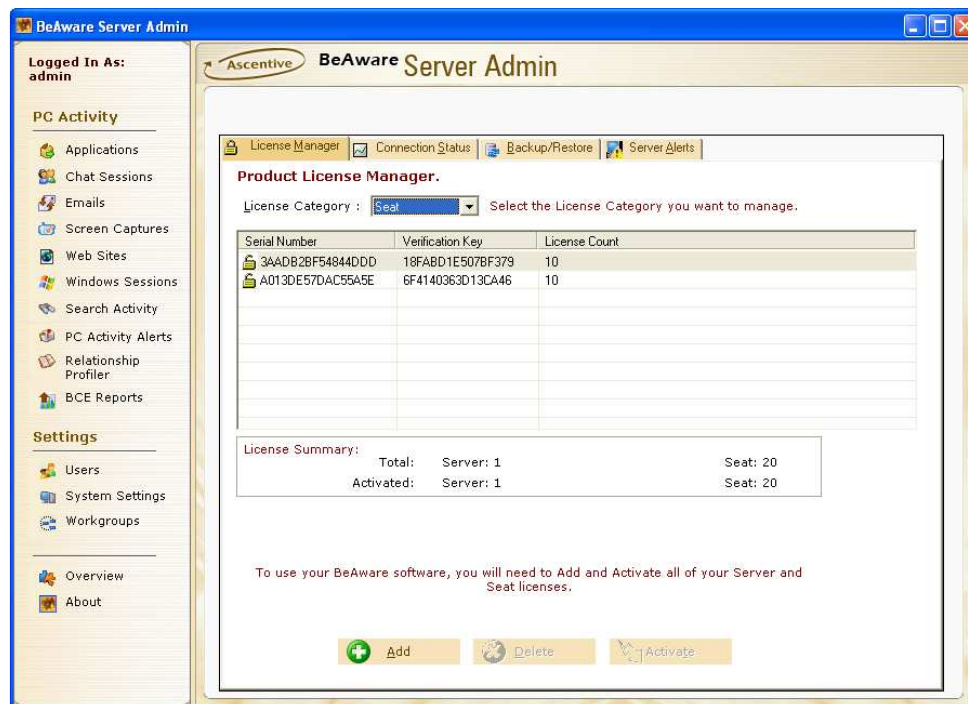 BeAware Server Admin
Logged In As:
admin
PC Activity
Applications
Chat Sessions
Emails
Screen Captures
Web Sites
Windows Sessions
Search Activity
PC Activity Alerts
Relationship
Profiler
BCE Reports
Settings
Users
System Settings
Workgroups
Overview
About
Ascentive BeAware Server Admin
License Manager Connection Status Backup/Restore Server Alerts
Product License Manager.
License Category : Seat Select the License Category you want to manage.
Serial Number Verification Key License Count
3AADB2BF54844DDD 18FABD1E507BF379 10
A013DE57DAC55A5E 6F4140363D13CA46 10
License Summary:
Total: Server: 1 Seat: 20
Activated: Server: 1 Seat: 20
To use your BeAware software, you will need to Add and Activate all of your Server and
Seat licenses.
Add Delete Activate